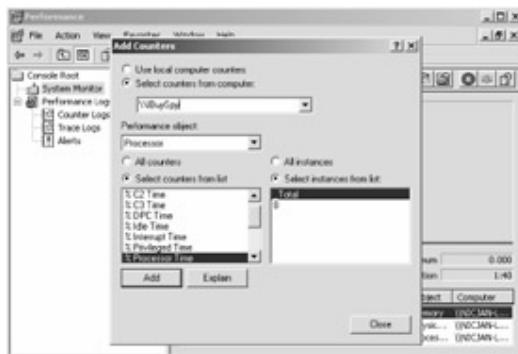 Performance
File Action View Favorites Window Help
Add Counters
Use local computer counters
Select counters from computer:
\\IBuySpy
Performance object:
Processor
All counters
All instances
Select counters from list
Select instances from list:
% C2 Time
% C3 Time
% DPC Time
% Idle Time
% Interrupt Time
% Privileged Time
% Processor Time
_Total
0
Add
Explain
Close
Console Root
System Monitor
Performance Logs
Counter Logs
Trace Logs
Alerts
0.000
1:40
Computer